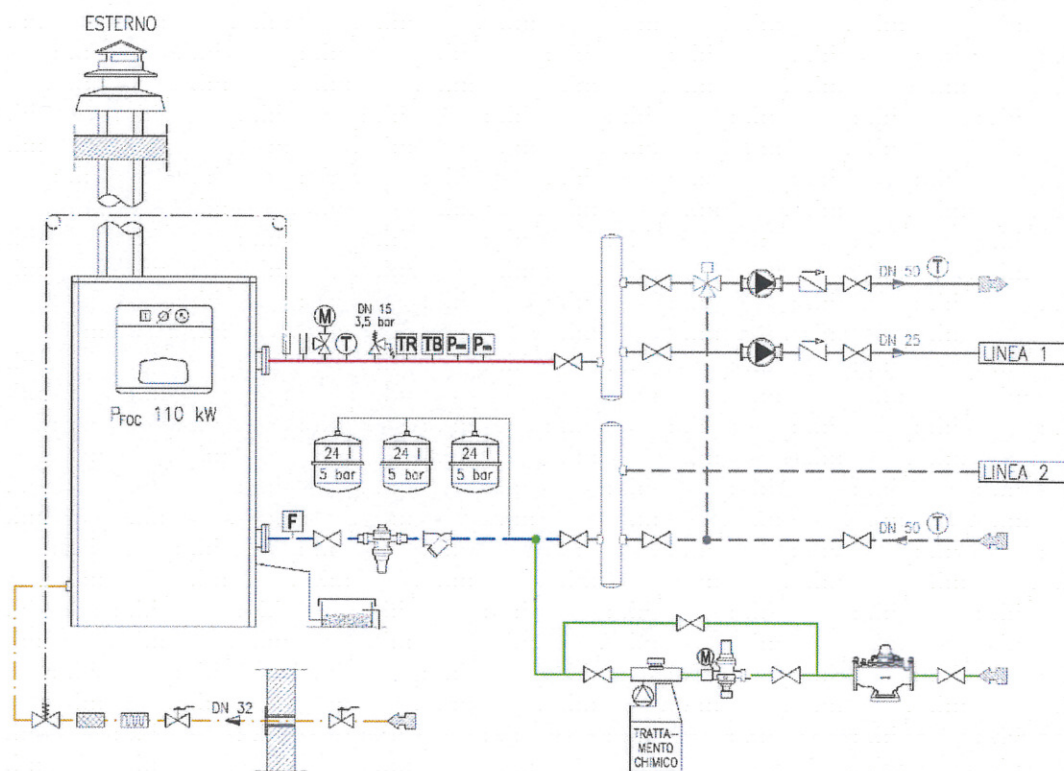 ESTERNO
P_FOC 110 kW
M
DN 15
3,5 bar
T
TR
TB
P
P
DN 50
T
DN 25
LINEA 1
24 l
5 bar
24 l
5 bar
24 l
5 bar
LINEA 2
F
DN 50
T
M
DN 32
TRATTA-
MENTO
CHIMICO